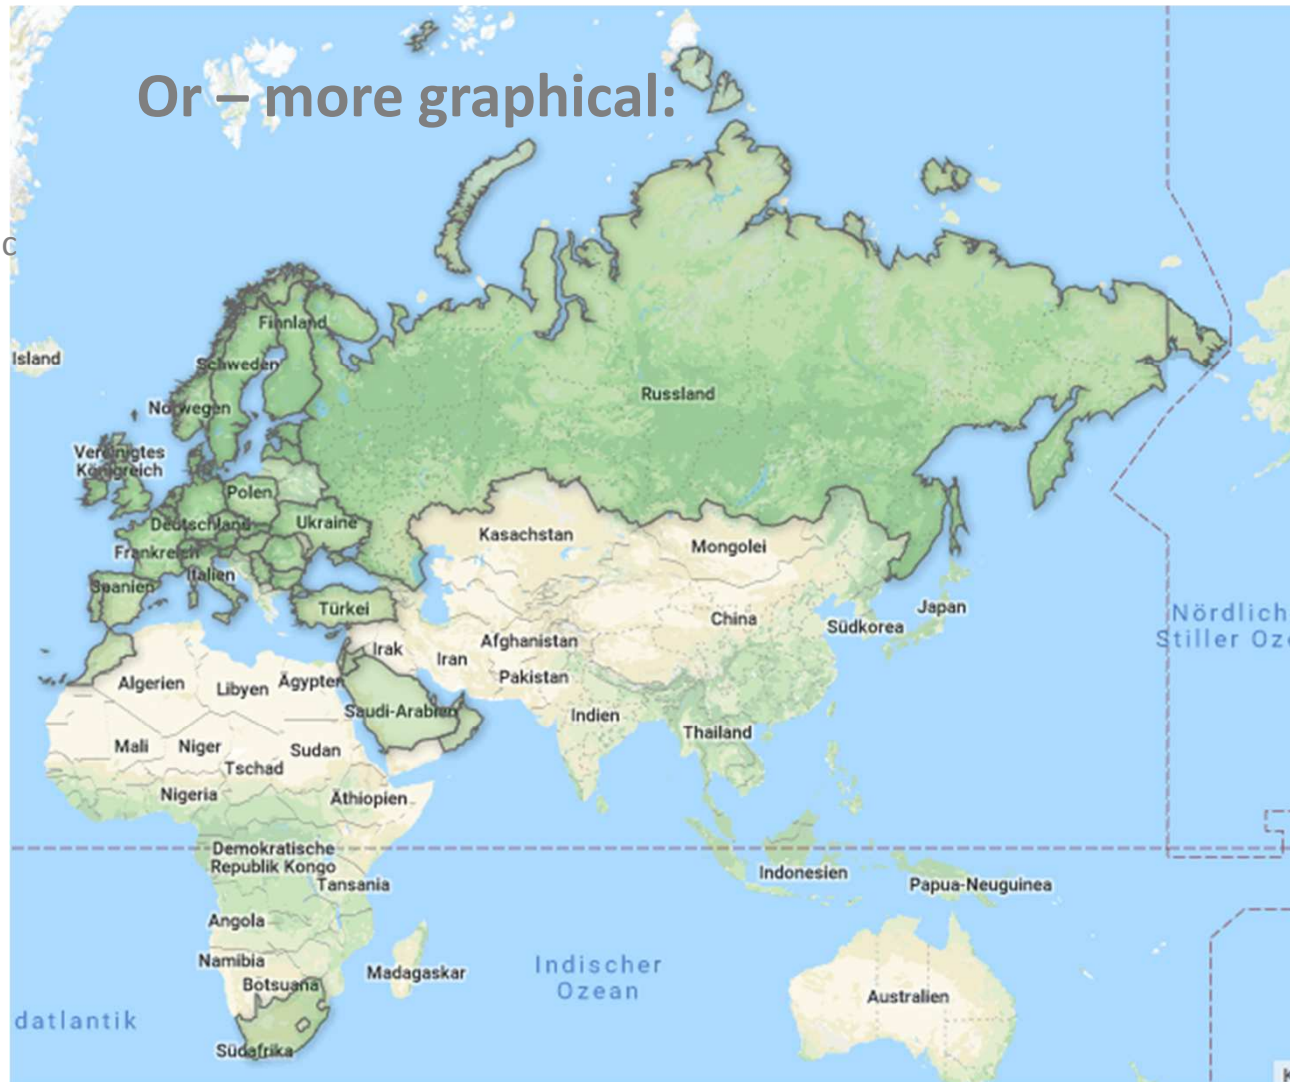 Or – more graphical:
c
Island
Finnland
Schweden
Norwegen
Russland
Vereinigtes
Königreich
Polen
Deutschland
Ukraine
Frankreich
Kasachstan
Mongolei
Spanien
Italien
Türkei
China
Japan
Südkorea
Nördlich
Stiller Oze
Irak
Iran
Afghanistan
Pakistan
Algerien
Libyen
Ägypten
Saudi-Arabien
Indien
Thailand
Mali
Niger
Sudan
Tschad
Nigeria
Äthiopien
Demokratische
Republik Kongo
Tansania
Indonesien
Papua-Neuguinea
Angola
Namibia
Botsuana
Madagaskar
Indischer
Ozean
Australien
datlantik
Südafrika
K